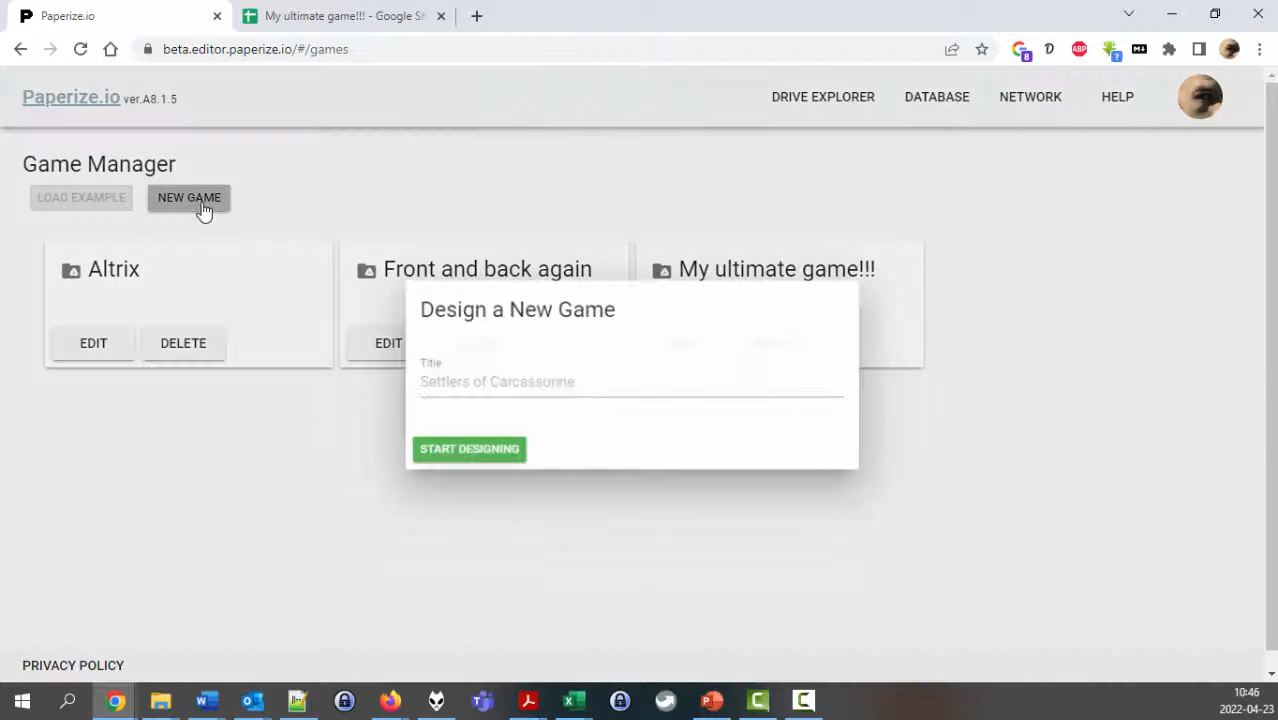 Paperize.io
My ultimate game!!! - Google Sh
beta.editor.paperize.io/#/games
8
ABP
?
Paperize.io ver.A8.1.5
DRIVE EXPLORER
DATABASE
NETWORK
HELP
Game Manager
LOAD EXAMPLE
NEW GAME
Altrix
Front and back again
My ultimate game!!!
Design a New Game
EDIT
DELETE
EDIT
Title
Settlers of Carcassonne
START DESIGNING
PRIVACY POLICY
10:46
2022-04-23